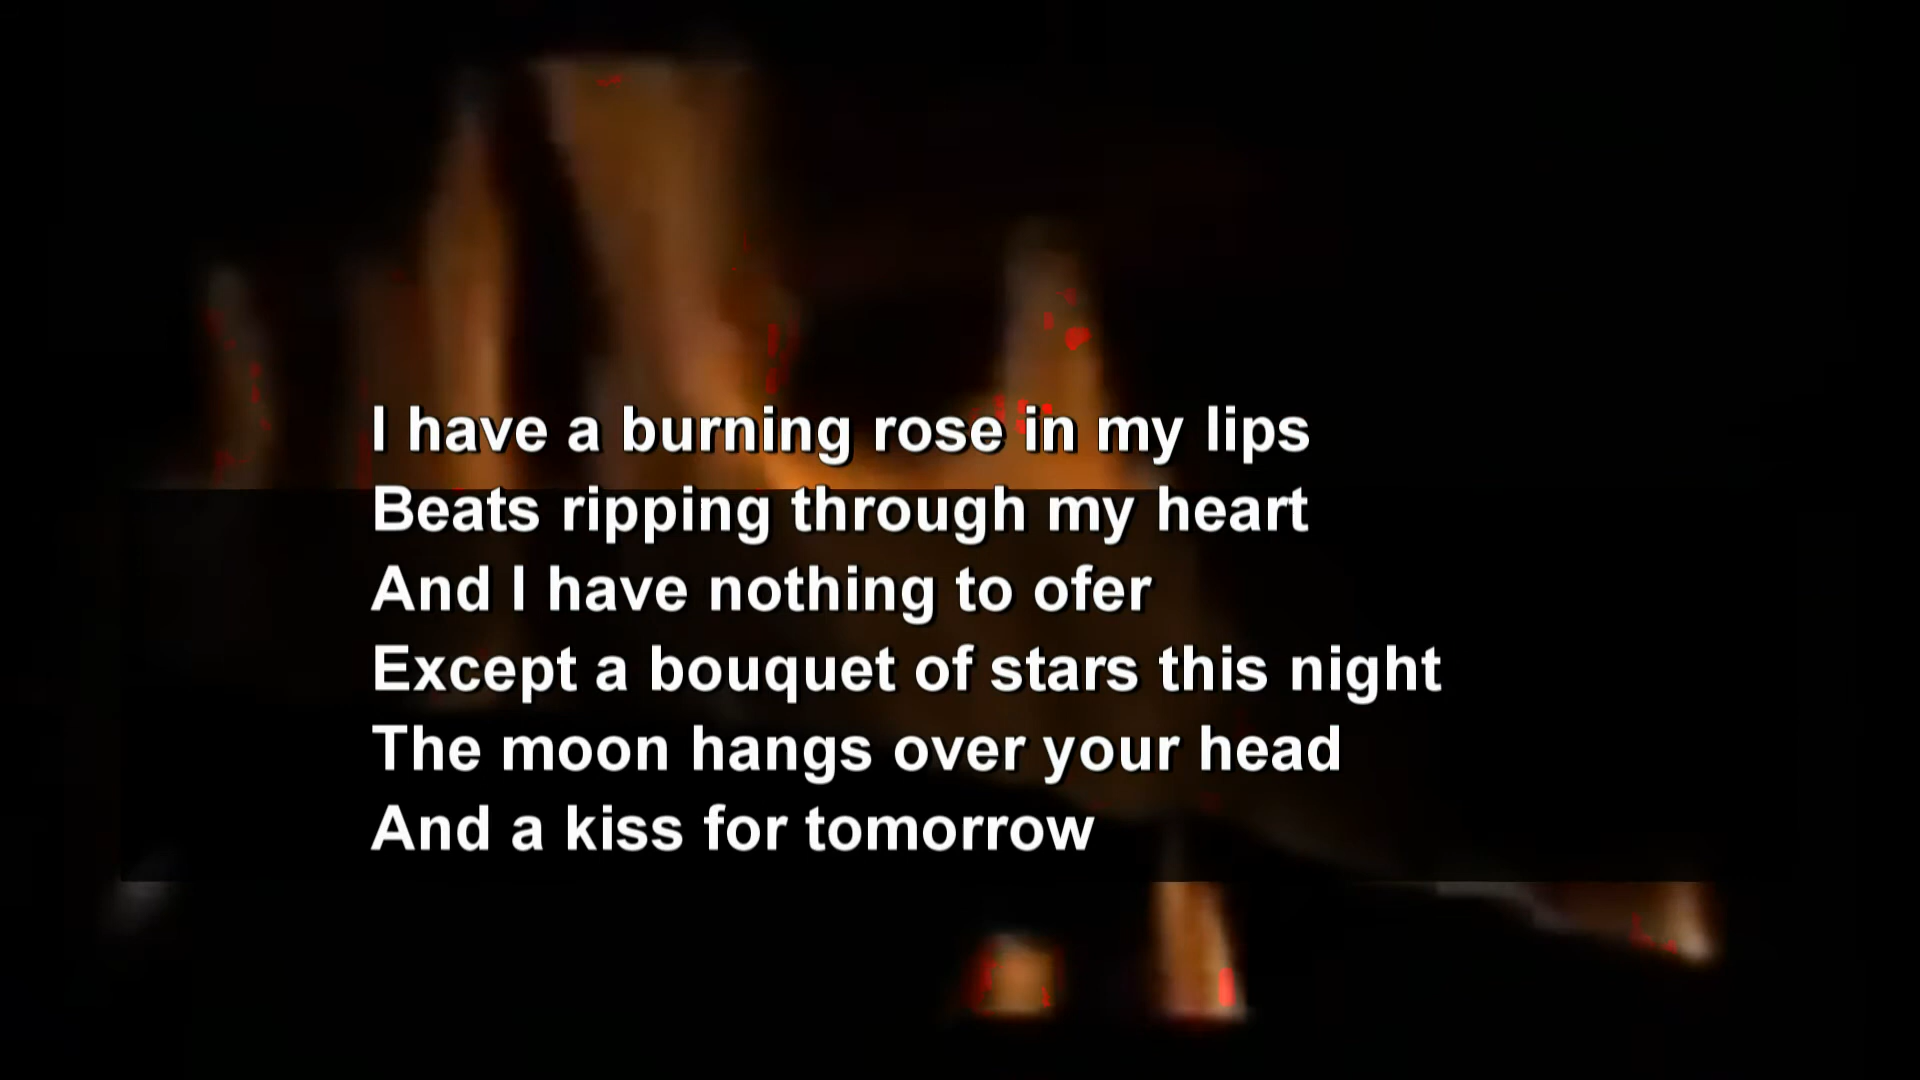 I have a burning rose in my lips
Beats ripping through my heart
And I have nothing to ofer
Except a bouquet of stars this night
The moon hangs over your head
And a kiss for tomorrow